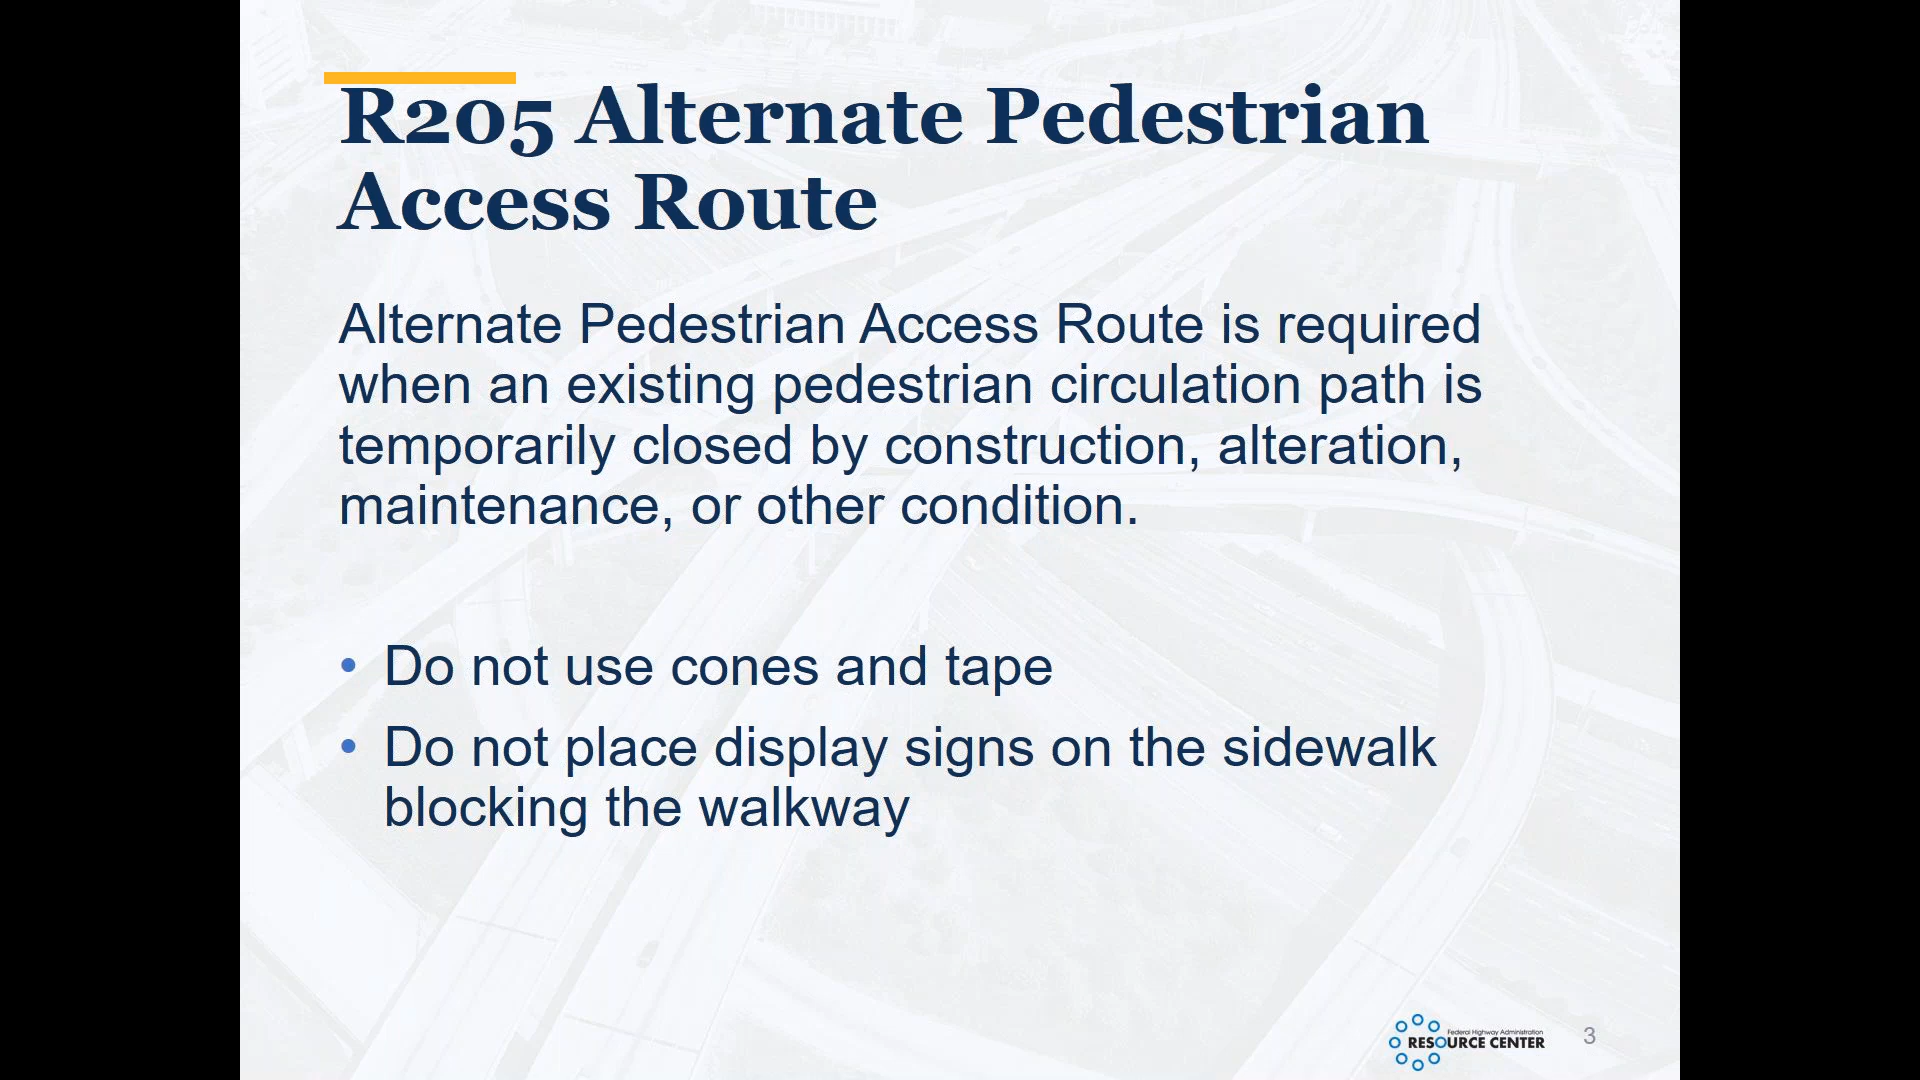 R205 Alternate Pedestrian
Access Route
Alternate Pedestrian Access Route is required
when an existing pedestrian circulation path is
temporarily closed by construction, alteration,
maintenance, or other condition.
• Do not use cones and tape
• Do not place display signs on the sidewalk
blocking the walkway
Federal Highway Administration
RESOURCE CENTER
3